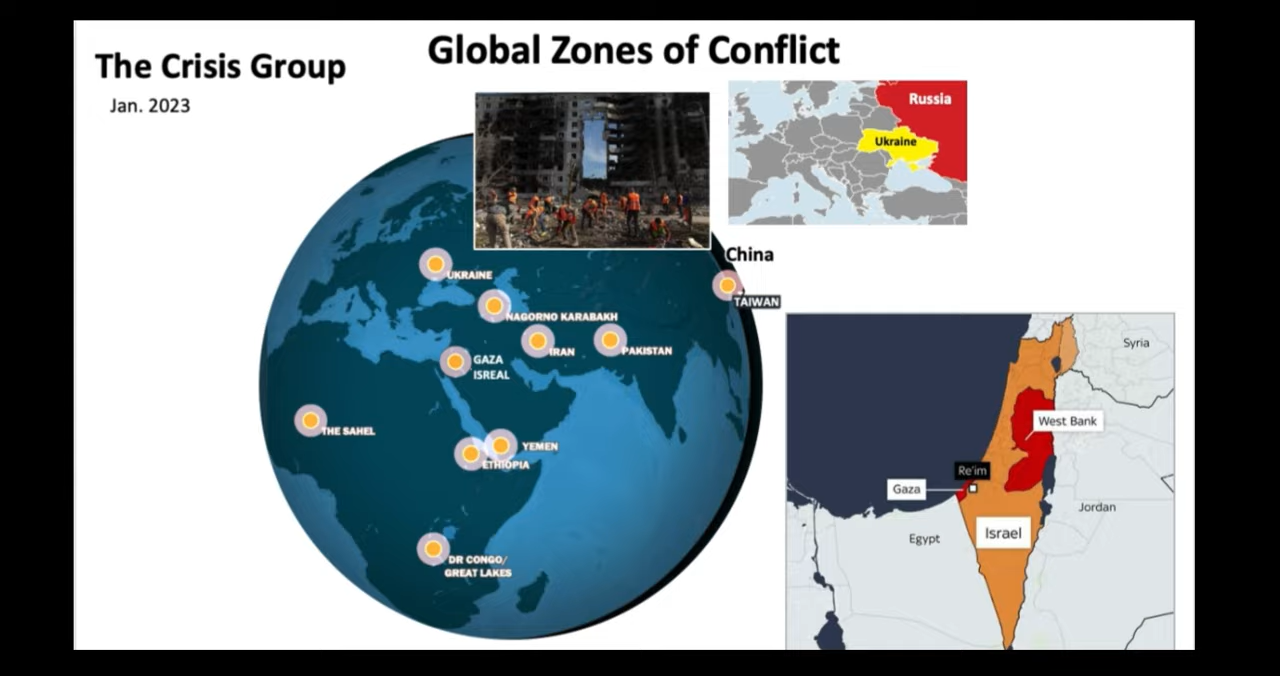 Global Zones of Conflict
The Crisis Group
Jan. 2023
Russia
Ukraine
China
TAIWAN
UKRAINE
NAGORNO KARABAKH
IRAN
PAKISTAN
GAZA
ISREAL
THE SAHEL
YEMEN
ETHIOPIA
DR CONGO/
GREAT LAKES
Syria
West Bank
Re'im
Gaza
Jordan
Israel
Egypt